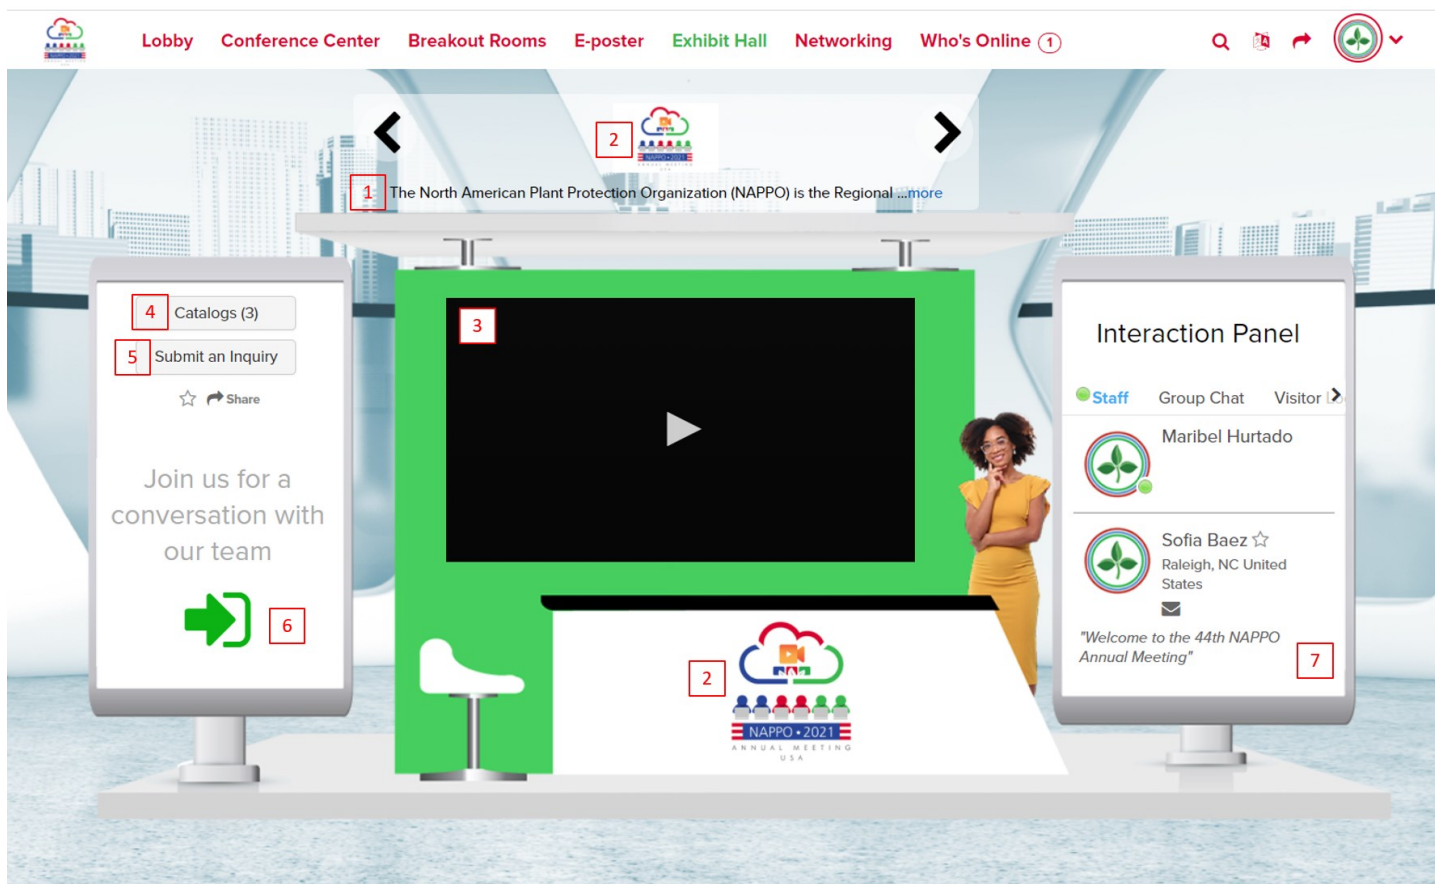 Lobby Conference Center Breakout Rooms E-poster Exhibit Hall Networking Who's Online 1
2
1 The North American Plant Protection Organization (NAPPO) is the Regional ...more
4 Catalogs (3)
5 Submit an Inquiry
Share
Join us for a
conversation with
our team
6
3
2
NAPPO • 2021
ANNUAL MEETING
USA
Interaction Panel
Staff Group Chat Visitor
Maribel Hurtado
Sofia Baez
Raleigh, NC United
States
"Welcome to the 44th NAPPO
Annual Meeting"
7